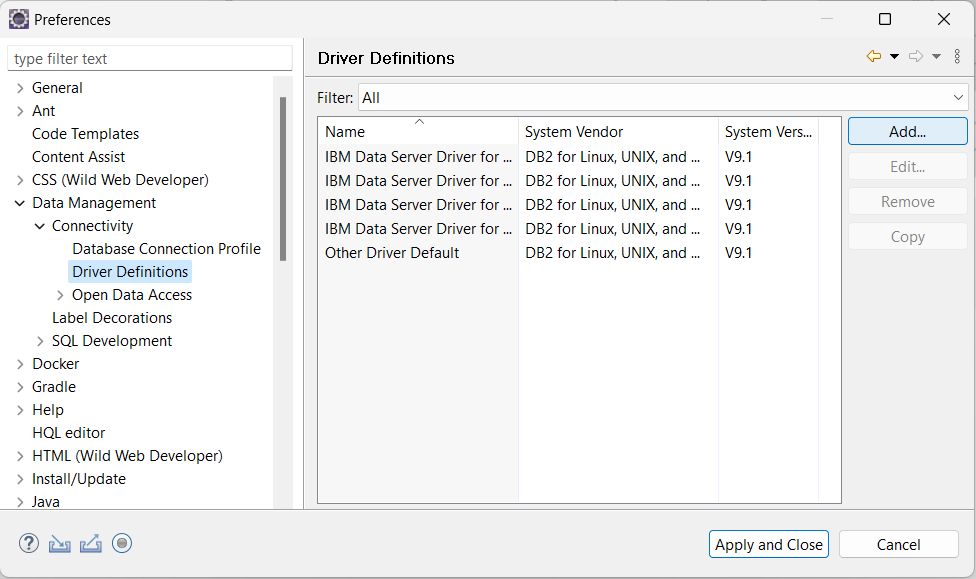 Preferences
type filter text
General
Ant
Code Templates
Content Assist
CSS (Wild Web Developer)
Data Management
Connectivity
Database Connection Profile
Driver Definitions
Open Data Access
Label Decorations
SQL Development
Docker
Gradle
Help
HQL editor
HTML (Wild Web Developer)
Install/Update
Java
Driver Definitions
Filter: All
Name System Vendor System Vers...
IBM Data Server Driver for ... DB2 for Linux, UNIX, and ... V9.1
IBM Data Server Driver for ... DB2 for Linux, UNIX, and ... V9.1
IBM Data Server Driver for ... DB2 for Linux, UNIX, and ... V9.1
IBM Data Server Driver for ... DB2 for Linux, UNIX, and ... V9.1
Other Driver Default DB2 for Linux, UNIX, and ... V9.1
Add...
Edit...
Remove
Copy
Apply and Close
Cancel